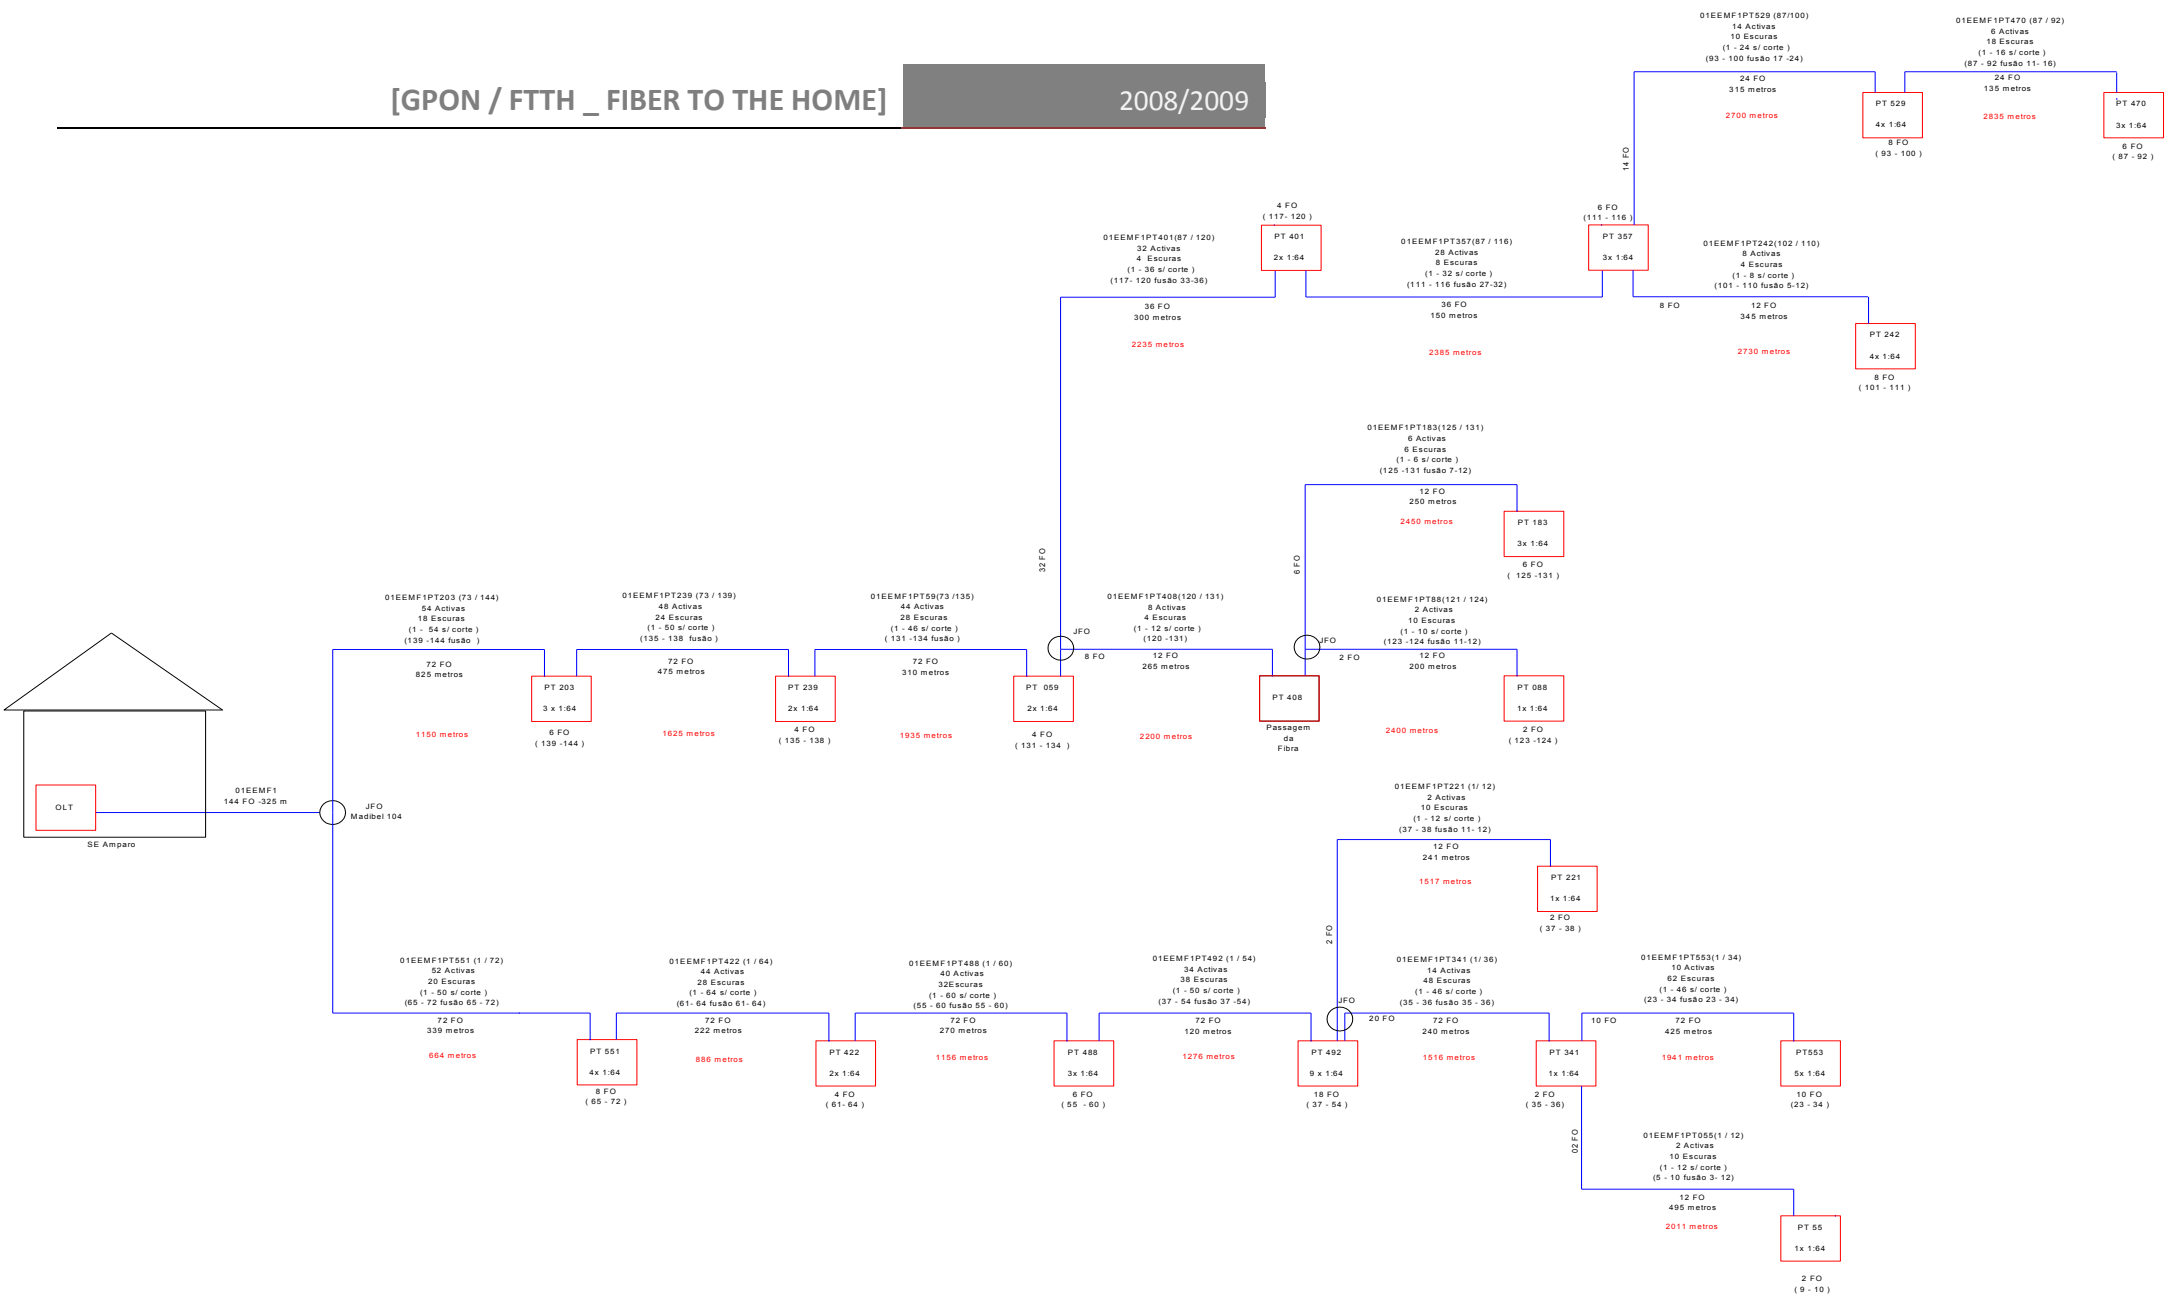 [GPON / FTTH _ FIBER TO THE HOME]
2008/2009
01EEMF1PT529 (87/100)
14 Activas
10 Escuras
(1 - 24 s/ corte )
(93 - 100 fusão 17 -24)
24 FO
315 metros
2700 metros
PT 529
4x 1:64
8 FO
( 93 - 100 )
01EEMF1PT470 (87 / 92)
6 Activas
18 Escuras
(1 - 16 s/ corte )
(87 - 92 fusão 11- 16)
24 FO
135 metros
2835 metros
PT 470
3x 1:64
6 FO
( 87 - 92 )
14 FO
4 FO
( 117- 120 )
PT 401
2x 1:64
01EEMF1PT401(87 / 120)
32 Activas
4 Escuras
(1 - 36 s/ corte )
(117- 120 fusão 33-36)
36 FO
300 metros
2235 metros
01EEMF1PT357(87 / 116)
28 Activas
8 Escuras
(1 - 32 s/ corte )
(111 - 116 fusão 27-32)
36 FO
150 metros
2385 metros
6 FO
(111 - 116 )
PT 357
3x 1:64
01EEMF1PT242(102 / 110)
8 Activas
4 Escuras
(1 - 8 s/ corte )
(101 - 110 fusão 5-12)
8 FO
12 FO
345 metros
2730 metros
PT 242
4x 1:64
8 FO
( 101 - 111 )
01EEMF1PT183(125 / 131)
6 Activas
6 Escuras
(1 - 6 s/ corte )
(125 -131 fusão 7-12)
12 FO
250 metros
2450 metros
PT 183
3x 1:64
6 FO
( 125 -131 )
32 FO
6 FO
01EEMF1PT203 (73 / 144)
54 Activas
18 Escuras
(1 - 54 s/ corte )
(139 -144 fusão )
72 FO
825 metros
1150 metros
PT 203
3 x 1:64
6 FO
( 139 -144 )
01EEMF1PT239 (73 / 139)
48 Activas
24 Escuras
(1 - 50 s/ corte )
(135 - 138 fusão )
72 FO
475 metros
1625 metros
PT 239
2x 1:64
4 FO
( 135 - 138 )
01EEMF1PT59(73 /135)
44 Activas
28 Escuras
(1 - 46 s/ corte )
( 131 -134 fusão )
72 FO
310 metros
1935 metros
PT 059
2x 1:64
4 FO
( 131 - 134 )
JFO
8 FO
01EEMF1PT408(120 / 131)
8 Activas
4 Escuras
(1 - 12 s/ corte )
(120 -131)
12 FO
265 metros
2200 metros
PT 408
Passagem
da
Fibra
JFO
2 FO
01EEMF1PT88(121 / 124)
2 Activas
10 Escuras
(1 - 10 s/ corte )
(123 -124 fusão 11-12)
12 FO
200 metros
2400 metros
PT 088
1x 1:64
2 FO
( 123 -124 )
OLT
SE Amparo
01EEMF1
144 FO -325 m
JFO
Madibel 104
01EEMF1PT221 (1/ 12)
2 Activas
10 Escuras
(1 - 12 s/ corte )
(37 - 38 fusão 11- 12)
12 FO
241 metros
1517 metros
PT 221
1x 1:64
2 FO
( 37 - 38 )
2 FO
01EEMF1PT551 (1 / 72)
52 Activas
20 Escuras
(1 - 50 s/ corte )
(65 - 72 fusão 65 - 72)
72 FO
339 metros
664 metros
PT 551
4x 1:64
8 FO
( 65 - 72 )
01EEMF1PT422 (1 / 64)
44 Activas
28 Escuras
(1 - 64 s/ corte )
(61- 64 fusão 61- 64)
72 FO
222 metros
886 metros
PT 422
2x 1:64
4 FO
( 61- 64 )
01EEMF1PT488 (1 / 60)
40 Activas
32Escuras
(1 - 60 s/ corte )
(55 - 60 fusão 55 - 60)
72 FO
270 metros
1156 metros
PT 488
3x 1:64
6 FO
( 55 - 60 )
01EEMF1PT492 (1 / 54)
34 Activas
38 Escuras
(1 - 50 s/ corte )
(37 - 54 fusão 37 -54)
72 FO
120 metros
1276 metros
PT 492
9 x 1:64
18 FO
( 37 - 54 )
JFO
20 FO
01EEMF1PT341 (1/ 36)
14 Activas
48 Escuras
(1 - 46 s/ corte )
(35 - 36 fusão 35 - 36)
72 FO
240 metros
1516 metros
PT 341
1x 1:64
2 FO
( 35 - 36)
10 FO
01EEMF1PT553(1 / 34)
10 Activas
62 Escuras
(1 - 46 s/ corte )
(23 - 34 fusão 23 - 34)
72 FO
425 metros
1941 metros
PT553
5x 1:64
10 FO
(23 - 34 )
02 FO
01EEMF1PT055(1 / 12)
2 Activas
10 Escuras
(1 - 12 s/ corte )
(5 - 10 fusão 3- 12)
12 FO
495 metros
2011 metros
PT 55
1x 1:64
2 FO
( 9 - 10 )